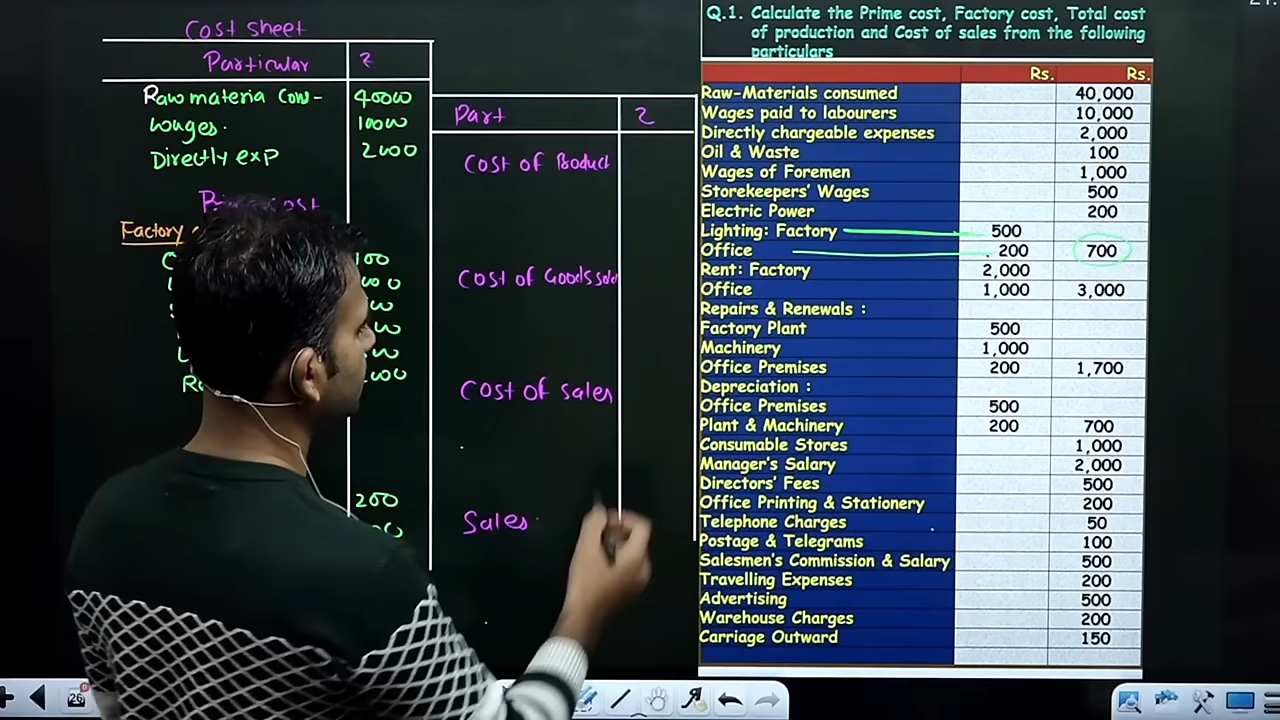 Cost sheet
Particular ₹
Raw materia Con- 40000
Wages. 10000
Directly exp 2000
Factory
100
200
Part ₹
Cost of Product
Cost of Goods sold
Cost of sales
Sales
Q.1. Calculate the Prime cost, Factory cost, Total cost
of production and Cost of sales from the following
particulars
Rs. Rs.
Raw-Materials consumed 40,000
Wages paid to labourers 10,000
Directly chargeable expenses 2,000
Oil & Waste 100
Wages of Foremen 1,000
Storekeepers' Wages 500
Electric Power 200
Lighting: Factory 500
Office 200 700
Rent: Factory 2,000
Office 1,000 3,000
Repairs & Renewals :
Factory Plant 500
Machinery 1,000
Office Premises 200 1,700
Depreciation :
Office Premises 500
Plant & Machinery 200 700
Consumable Stores 1,000
Manager's Salary 2,000
Directors' Fees 500
Office Printing & Stationery 200
Telephone Charges 50
Postage & Telegrams 100
Salesmen's Commission & Salary 500
Travelling Expenses 200
Advertising 500
Warehouse Charges 200
Carriage Outward 150
26